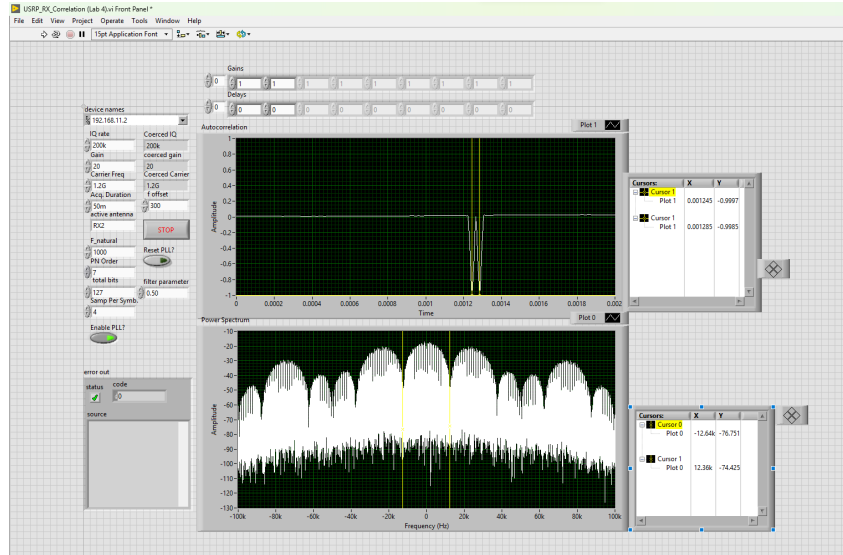 USRP_RX_Correlation (Lab 4).vi Front Panel *
File Edit View Project Operate Tools Window Help
15pt Application Font
Gains
0 1 1 1 1 1 1 1 1
Delays
0 0 0 0 0 0 0 0 0
device names
192.168.11.2
IQ rate Coerced IQ
200k 200k
Gain coerced gain
20 20
Carrier Freq Coerced Carrier
1.2G 1.2G
Acq. Duration f offset
50m 300
active antenna
RX2 STOP
F_natural
1000 Reset PLL?
PN Order
7
total bits filter parameter
127 0.50
Samp Per Symb.
4
Enable PLL?
error out
status code
0
source
Autocorrelation Plot 1
Amplitude
1
0.8
0.6
0.4
0.2
0
-0.2
-0.4
-0.6
-0.8
-1
0 0.0002 0.0004 0.0006 0.0008 0.001 0.0012 0.0014 0.0016 0.0018 0.002
Time
Cursors: X Y
Cursor 1
Plot 1 0.001245 -0.9997
Cursor 1
Plot 1 0.001285 -0.9985
Power Spectrum Plot 0
Amplitude
-10
-20
-30
-40
-50
-60
-70
-80
-90
-100
-110
-120
-130
-100k -80k -60k -40k -20k 0 20k 40k 60k 80k 100k
Frequency (Hz)
Cursors: X Y
Cursor 0
Plot 0 -12.64k -76.751
Cursor 1
Plot 0 12.36k -74.425